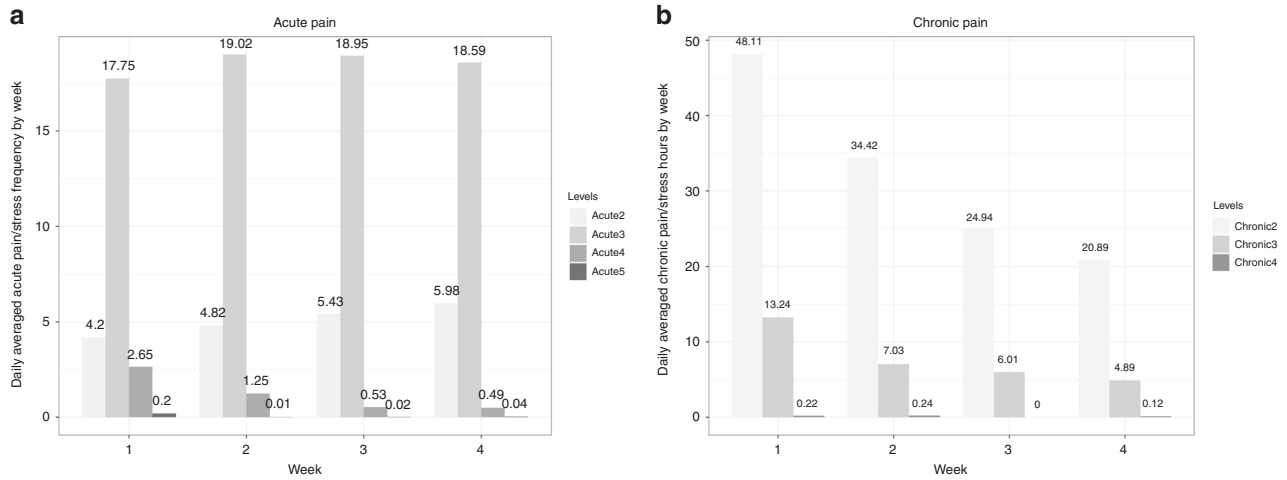 a
Acute pain
Daily averaged acute pain/stress frequency by week
15
10
5
0
17.75
19.02
18.95
18.59
4.2
4.82
5.43
5.98
2.65
1.25
0.53
0.49
0.2
0.01
0.02
0.04
1 2 3 4
Week
Levels
Acute2
Acute3
Acute4
Acute5
b
Chronic pain
Daily averaged chronic pain/stress hours by week
50
40
30
20
10
0
48.11
34.42
24.94
20.89
13.24
7.03
6.01
4.89
0.22
0.24
0
0.12
1 2 3 4
Week
Levels
Chronic2
Chronic3
Chronic4